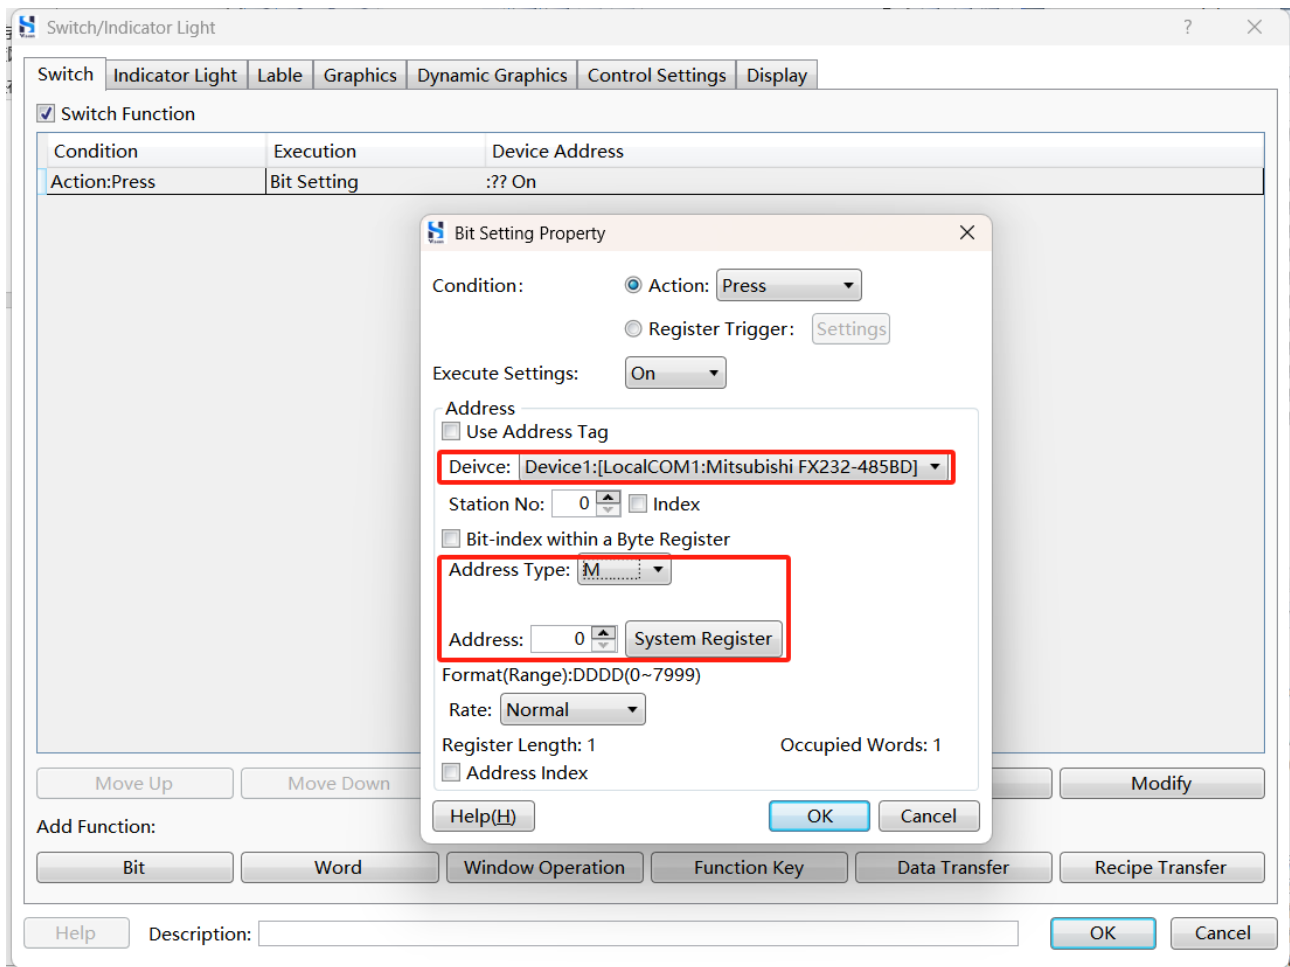 Switch/Indicator Light ?
Switch Indicator Light Lable Graphics Dynamic Graphics Control Settings Display
Switch Function
Condition Execution Device Address
Action:Press Bit Setting :?? On
Bit Setting Property
Condition: Action: Press
Register Trigger: Settings
Execute Settings: On
Address
Use Address Tag
Deivce: Device1:[LocalCOM1:Mitsubishi FX232-485BD]
Station No: 0 Index
Bit-index within a Byte Register
Address Type: M
Address: 0 System Register
Format(Range):DDDD(0~7999)
Rate: Normal
Register Length: 1 Occupied Words: 1
Address Index
Help(H) OK Cancel
Move Up Move Down Modify
Add Function:
Bit Word Window Operation Function Key Data Transfer Recipe Transfer
Help Description: OK Cancel